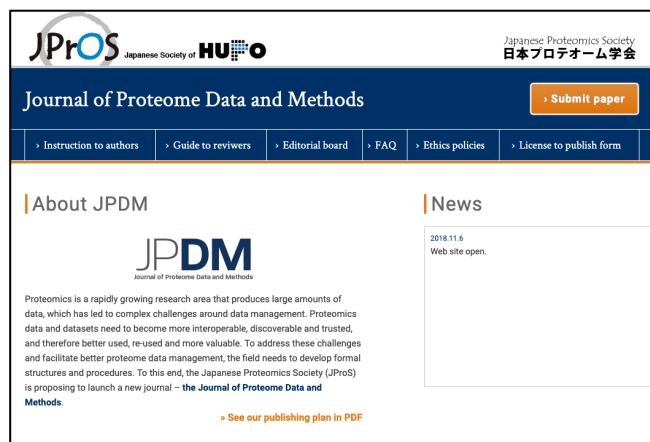 JPrOS Japanese Society of HUPO
Japanese Proteomics Society
日本プロテオーム学会
Journal of Proteome Data and Methods
› Submit paper
› Instruction to authors › Guide to reviwers › Editorial board › FAQ › Ethics policies › License to publish form
About JPDM
JPDM
Journal of Proteome Data and Methods
Proteomics is a rapidly growing research area that produces large amounts of
data, which has led to complex challenges around data management. Proteomics
data and datasets need to become more interoperable, discoverable and trusted,
and therefore better used, re-used and more valuable. To address these challenges
and facilitate better proteome data management, the field needs to develop formal
structures and procedures. To this end, the Japanese Proteomics Society (JProS)
is proposing to launch a new journal – the Journal of Proteome Data and
Methods.
» See our publishing plan in PDF
News
2018.11.6
Web site open.